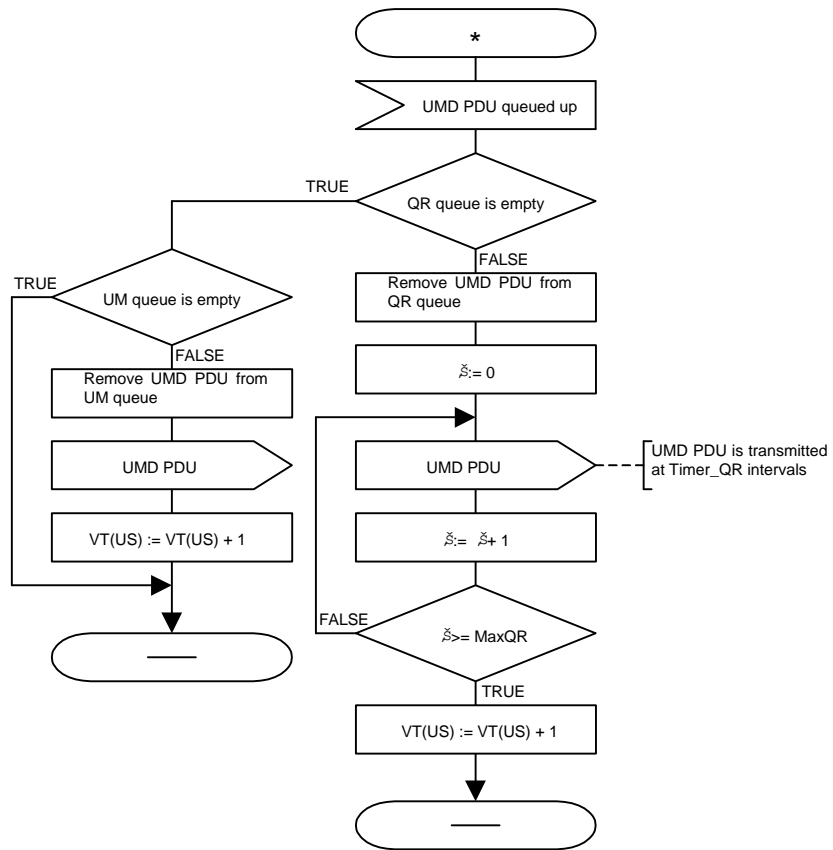 *
UMD PDU queued up
TRUE
QR queue is empty
FALSE
TRUE
UM queue is empty
Remove UMD PDU from
QR queue
FALSE
Remove UMD PDU from
UM queue
:= 0
UMD PDU
UMD PDU
UMD PDU is transmitted
at Timer_QR intervals
VT(US) := VT(US) + 1
:= + 1
FALSE
>= MaxQR
TRUE
VT(US) := VT(US) + 1